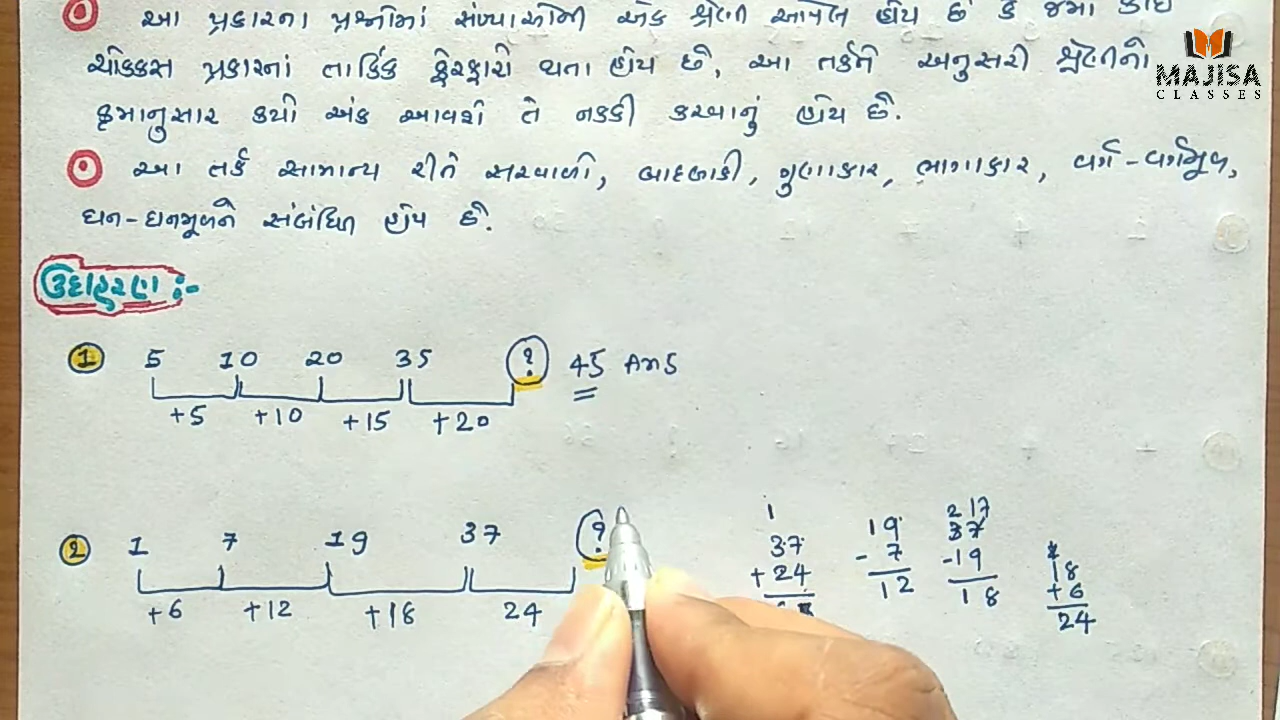 આ પ્રકારના પ્રશ્નોમાં સંખ્યાઓની એક શ્રેણી આપેલ હોય છે કે જેમાં કોઇ
ચોક્કસ પ્રકારનાં તાર્કિક ફેરફારો થતા હોય છે, આ તર્કને અનુસરી શ્રેણીનો
ક્રમાનુસાર કયો અંક આવશે તે નક્કી કરવાનું હોય છે.
આ તર્ક સામાન્ય રીતે સરવાળા, બાદબાકી, ગુણાકાર, ભાગાકાર, વર્ગ-વર્ગમૂળ,
ઘન-ઘનમૂળને સંબંધિત હોય છે.
MAJISA
CLASSES
ઉદાહરણ :-
1 5 10 20 35 ? 45 Ans
+5 +10 +15 +20
2 1 7 19 37 ?
+6 +12 +18 24
1
37
+ 24
19
- 7
12
2 17
37
-19
18
18
+6
24